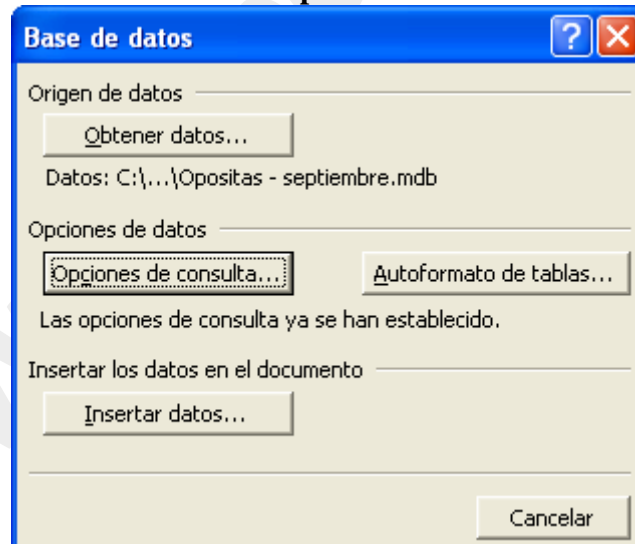 Base de datos
Origen de datos
Obtener datos...
Datos: C:\...\Opositas - septiembre.mdb
Opciones de datos
Opciones de consulta...
Autoformato de tablas...
Las opciones de consulta ya se han establecido.
Insertar los datos en el documento
Insertar datos...
Cancelar